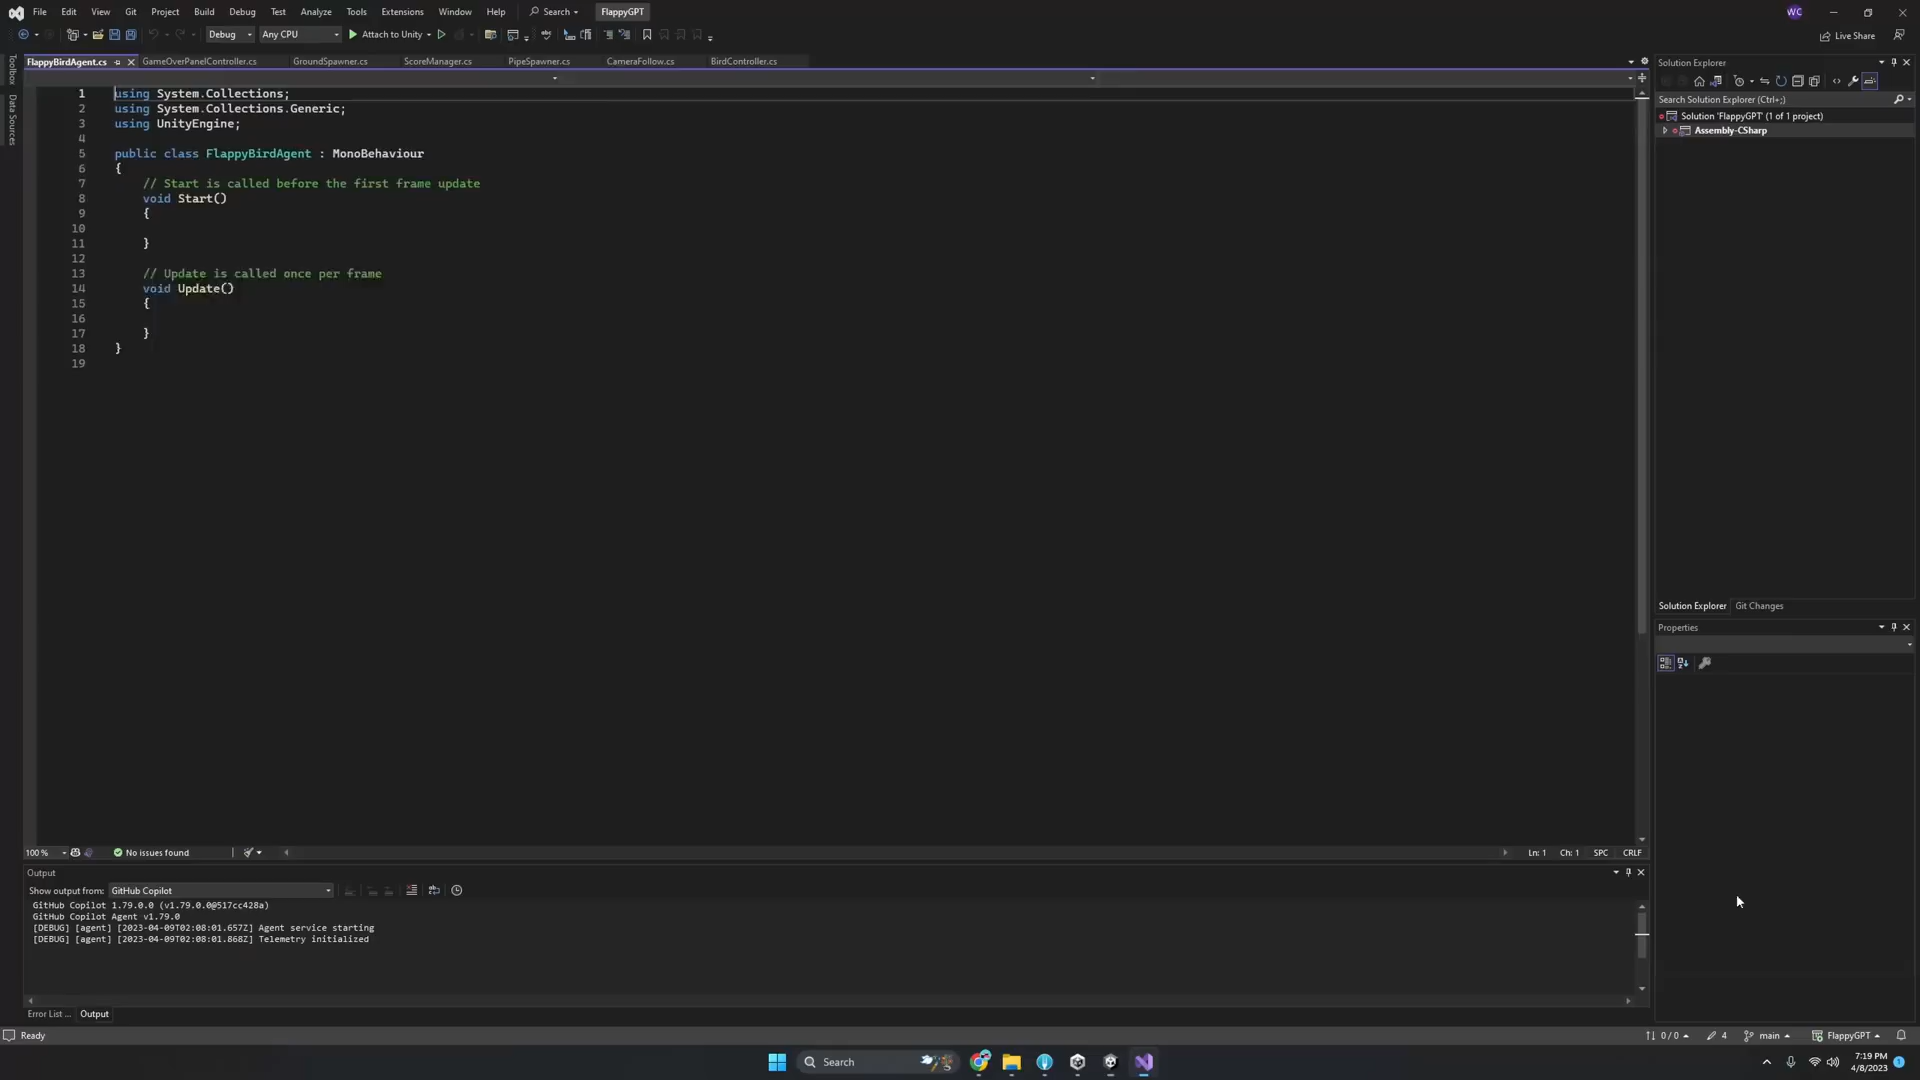 File Edit View Git Project Build Debug Test Analyze Tools Extensions Window Help Search FlappyGPT WC
Debug Any CPU Attach to Unity Live Share
Toolbox
Data Sources
FlappyBirdAgent.cs GameOverPanelController.cs GroundSpawner.cs ScoreManager.cs PipeSpawner.cs CameraFollow.cs BirdController.cs
1 using System.Collections;
2 using System.Collections.Generic;
3 using UnityEngine;
4
5 public class FlappyBirdAgent : MonoBehaviour
6 {
7 // Start is called before the first frame update
8 void Start()
9 {
10
11 }
12
13 // Update is called once per frame
14 void Update()
15 {
16
17 }
18 }
19
100 % No issues found Ln: 1 Ch: 1 SPC CRLF
Output
Show output from: GitHub Copilot
GitHub Copilot 1.79.0.0 (v1.79.0.0@517cc428a)
GitHub Copilot Agent v1.79.0
[DEBUG] [agent] [2023-04-09T02:08:01.657Z] Agent service starting
[DEBUG] [agent] [2023-04-09T02:08:01.868Z] Telemetry initialized
Error List ... Output
Solution Explorer
Search Solution Explorer (Ctrl+;)
Solution 'FlappyGPT' (1 of 1 project)
Assembly-CSharp
Solution Explorer Git Changes
Properties
Ready 0 / 0 4 main FlappyGPT
Search
7:19 PM
4/8/2023
1